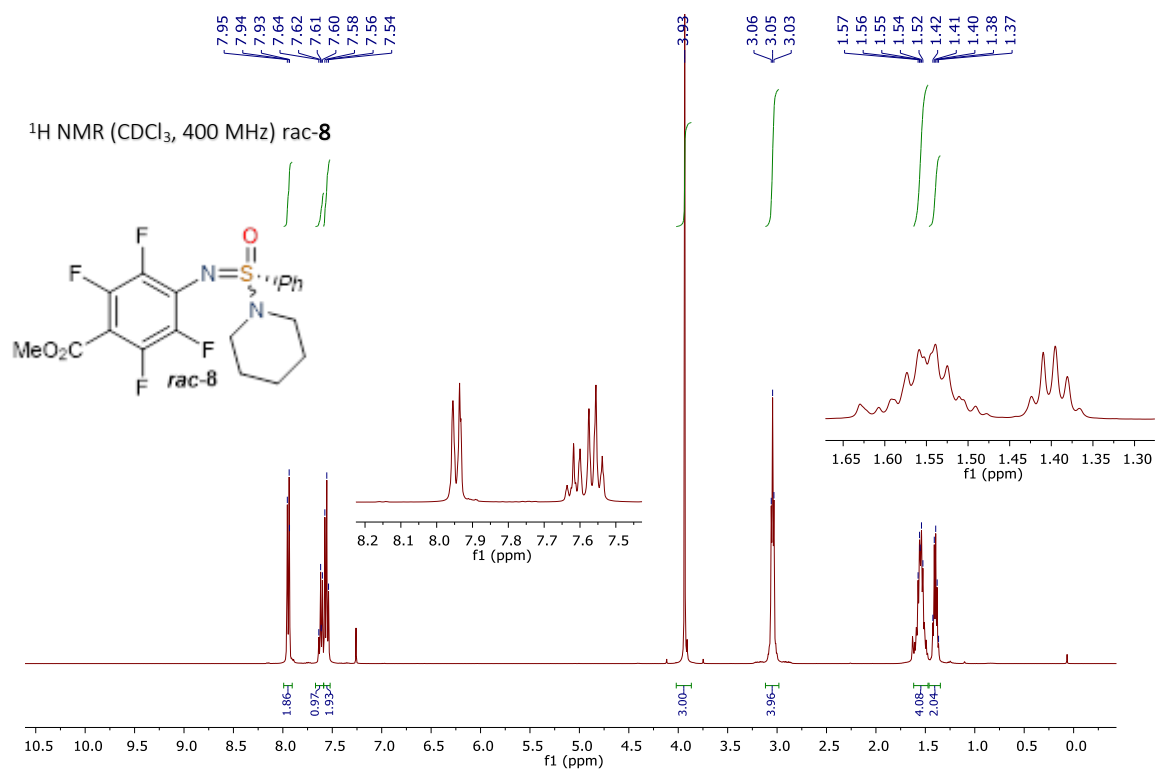 7.95 7.94 7.93 7.64 7.62 7.61 7.60 7.58 7.56 7.54 3.93 3.06 3.05 3.03 1.57 1.56 1.55 1.54 1.52 1.42 1.41 1.40 1.38 1.37
¹H NMR (CDCl₃, 400 MHz) rac-8
O
F
F
N
S
Ph
N
MeO₂C
F
F
rac-8
8.2 8.1 8.0 7.9 7.8 7.7 7.6 7.5
f1 (ppm)
1.65 1.60 1.55 1.50 1.45 1.40 1.35 1.30
f1 (ppm)
1.86 0.97 1.93 3.00 3.96 4.08 2.04
10.5 10.0 9.5 9.0 8.5 8.0 7.5 7.0 6.5 6.0 5.5 5.0 4.5 4.0 3.5 3.0 2.5 2.0 1.5 1.0 0.5 0.0
f1 (ppm)